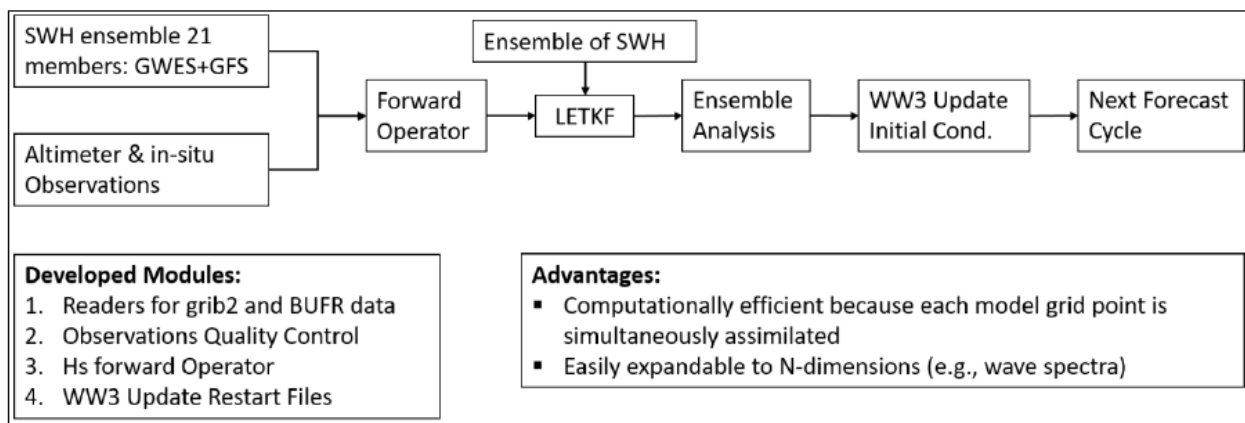 SWH ensemble 21
members: GWES+GFS
Altimeter & in-situ
Observations
Forward
Operator
Ensemble of SWH
LETKF
Ensemble
Analysis
WW3 Update
Initial Cond.
Next Forecast
Cycle
Developed Modules:
1. Readers for grib2 and BUFR data
2. Observations Quality Control
3. Hs forward Operator
4. WW3 Update Restart Files
Advantages:
▪ Computationally efficient because each model grid point is
simultaneously assimilated
▪ Easily expandable to N-dimensions (e.g., wave spectra)